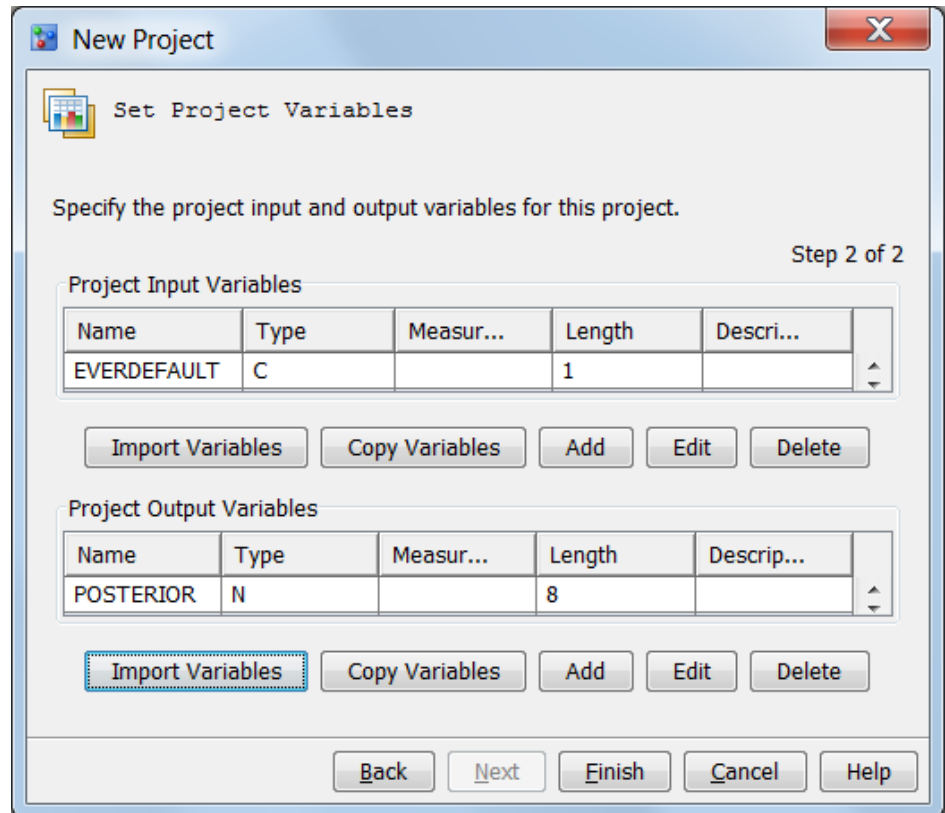 New Project
Set Project Variables
Specify the project input and output variables for this project.
Step 2 of 2
Project Input Variables
Name Type Measur... Length Descri...
EVERDEFAULT C 1
Import Variables Copy Variables Add Edit Delete
Project Output Variables
Name Type Measur... Length Descrip...
POSTERIOR N 8
Import Variables Copy Variables Add Edit Delete
Back Next Finish Cancel Help